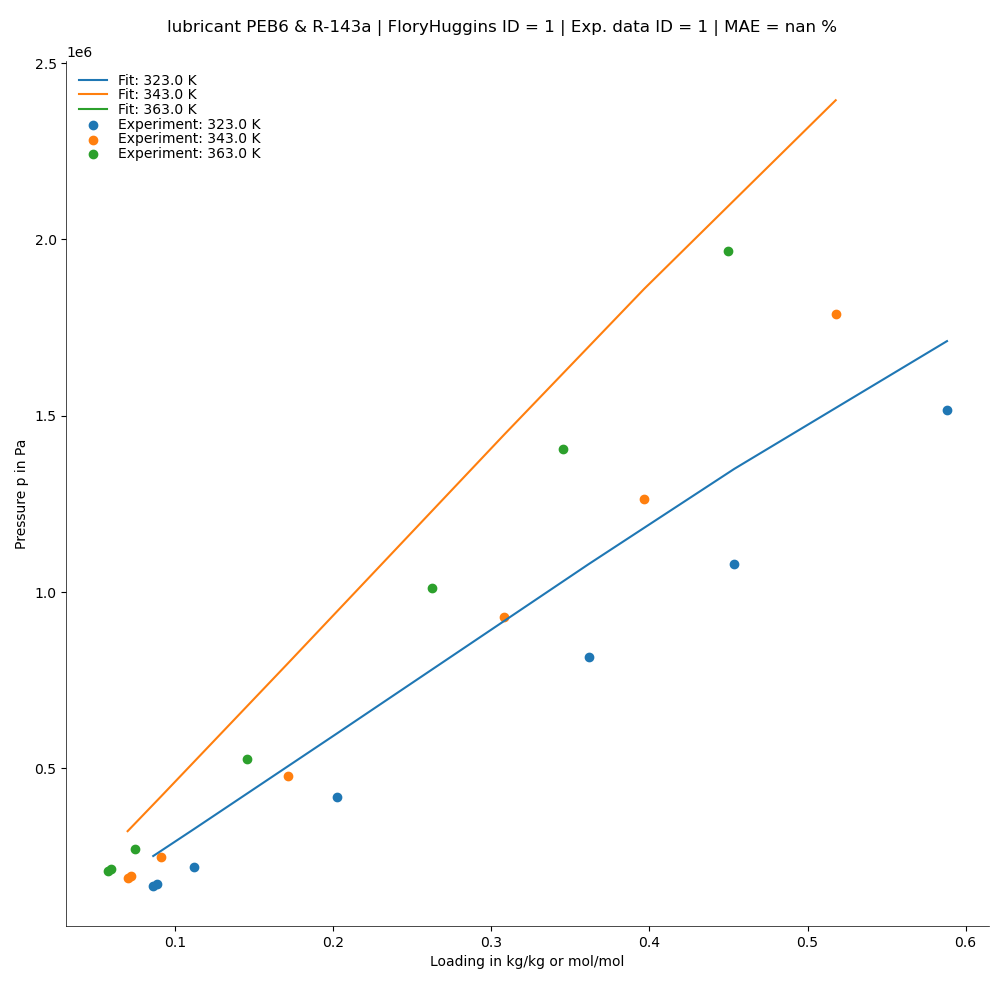 lubricant PEB6 & R-143a | FloryHuggins ID = 1 | Exp. data ID = 1 | MAE = nan %
1e6
2.5
2.0
1.5
1.0
0.5
Fit: 323.0 K
Fit: 343.0 K
Fit: 363.0 K
Experiment: 323.0 K
Experiment: 343.0 K
Experiment: 363.0 K
Pressure p in Pa
0.1 0.2 0.3 0.4 0.5 0.6
Loading in kg/kg or mol/mol